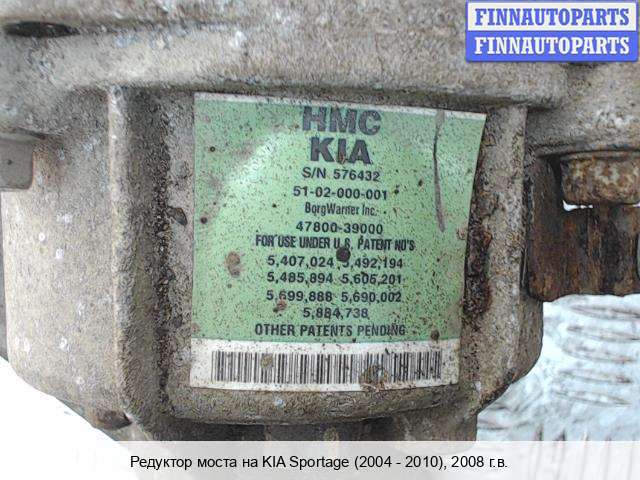 FINNAUTOPARTS
FINNAUTOPARTS
HMC
KIA
S/N 576432
51-02-000-001
BorgWarner Inc.
47800-39000
FOR USE UNDER U.S. PATENT NO'S
5,407,024 5,492,194
5,485,894 5,605,201
5,699,888 5,690,002
5,884,738
OTHER PATENTS PENDING
Редуктор моста на KIA Sportage (2004 - 2010), 2008 г.в.